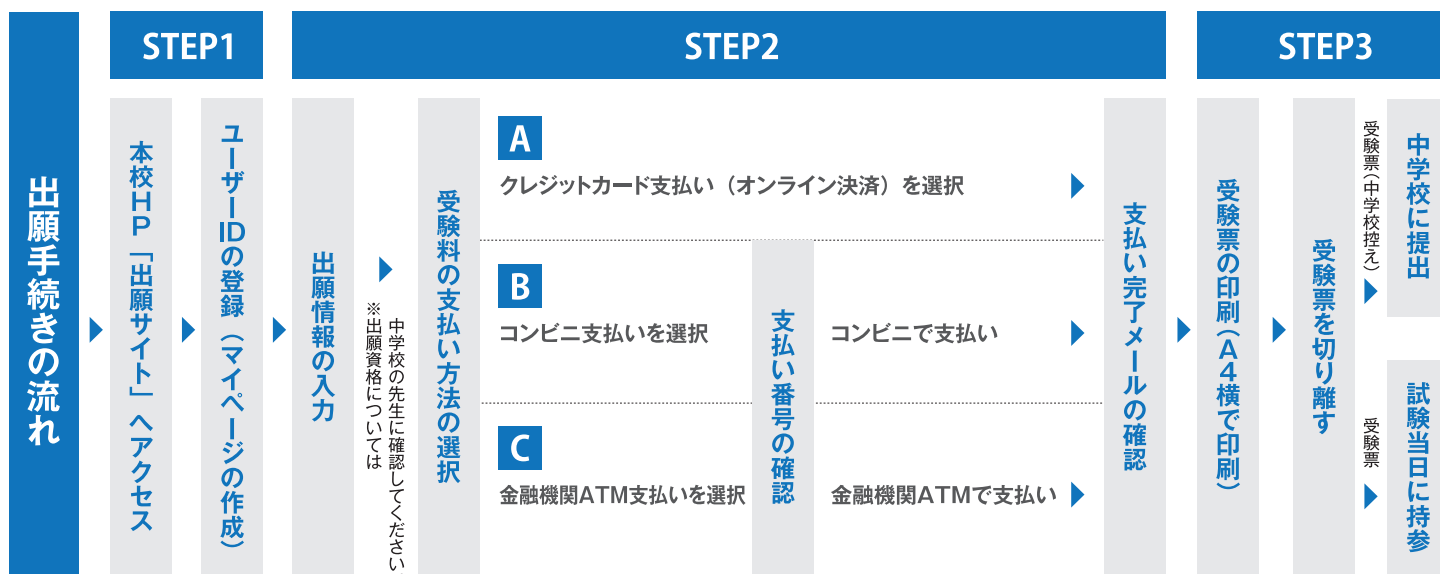 出願手続きの流れ
STEP1
本校HP「出願サイト」へアクセス
ユーザーIDの登録（マイページの作成）
STEP2
出願情報の入力
※出願資格については
中学校の先生に確認してください
受験料の支払い方法の選択
A
クレジットカード支払い（オンライン決済）を選択
B
コンビニ支払いを選択
C
金融機関ATM支払いを選択
支払い番号の確認
コンビニで支払い
金融機関ATMで支払い
支払い完了メールの確認
STEP3
受験票の印刷（A4横で印刷）
受験票を切り離す
受験票（中学校控え）
中学校に提出
受験票
試験当日に持参